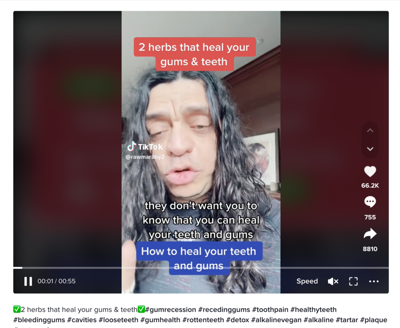 2 herbs that heal your
gums & teeth
TikTok
they don't want you to
know that you can heal
your teeth and gums
How to heal your teeth
and gums
66.2K
755
8810
00:01 / 00:55
Speed
✅2 herbs that heal your gums & teeth✅#gumrecession #recedinggums #toothpain #healthyteeth
#bleedinggums #cavities #looseteeth #gumhealth #rottenteeth #detox #alkalinevegan #alkaline #tartar #plaque